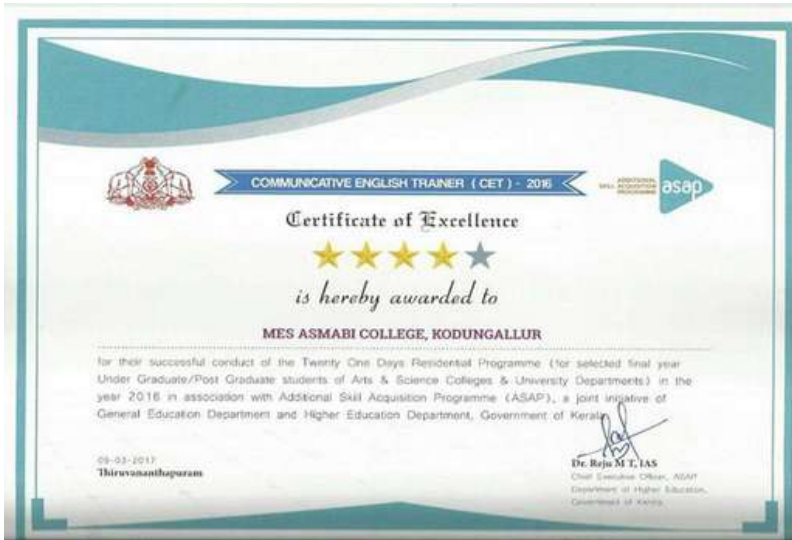 COMMUNICATIVE ENGLISH TRAINER ( CET ) - 2016
ADDITIONAL
SKILL ACQUISITION
PROGRAMME
asap
Certificate of Excellence
is hereby awarded to
MES ASMABI COLLEGE, KODUNGALLUR
for their successful conduct of the Twenty One Days Residential Programme (for selected final year
Under Graduate/Post Graduate students of Arts & Science Colleges & University Departments) in the
year 2016 in association with Additional Skill Acquisition Programme (ASAP), a joint initiative of
General Education Department and Higher Education Department, Government of Kerala
09-03-2017
Thiruvananthapuram
Dr. Reju M T, IAS
Chief Executive Officer, ASAP
Department of Higher Education,
Government of Kerala